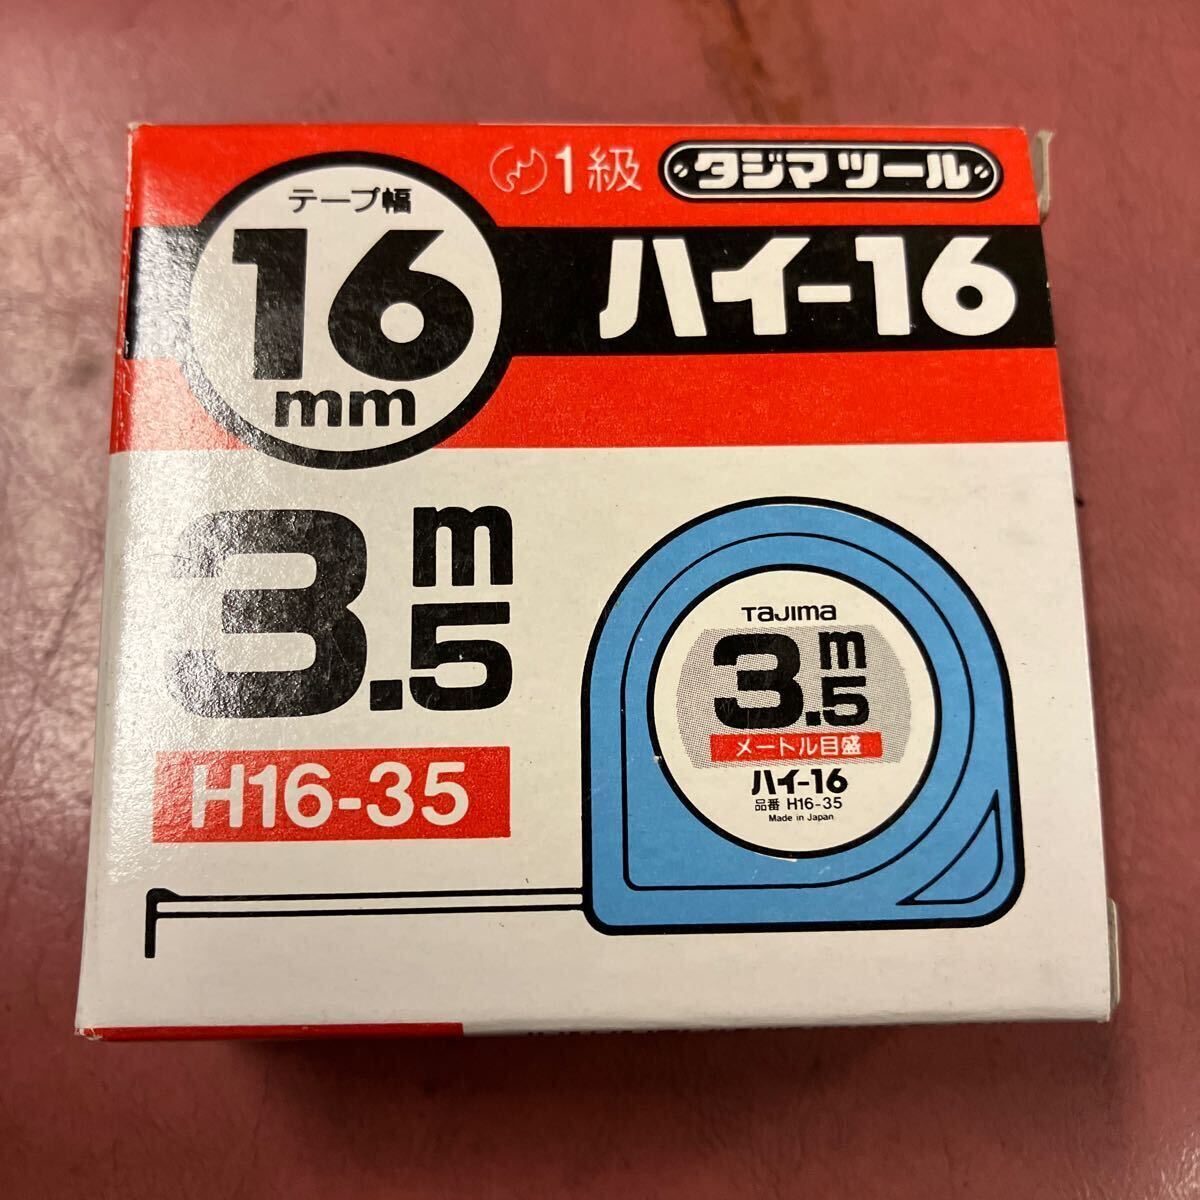 1級 タジマツール
テープ幅
16
mm
ハイ-16
3.5m
H16-35
TaJima
3.5m
メートル目盛
ハイ-16
品番 H16-35
Made in Japan